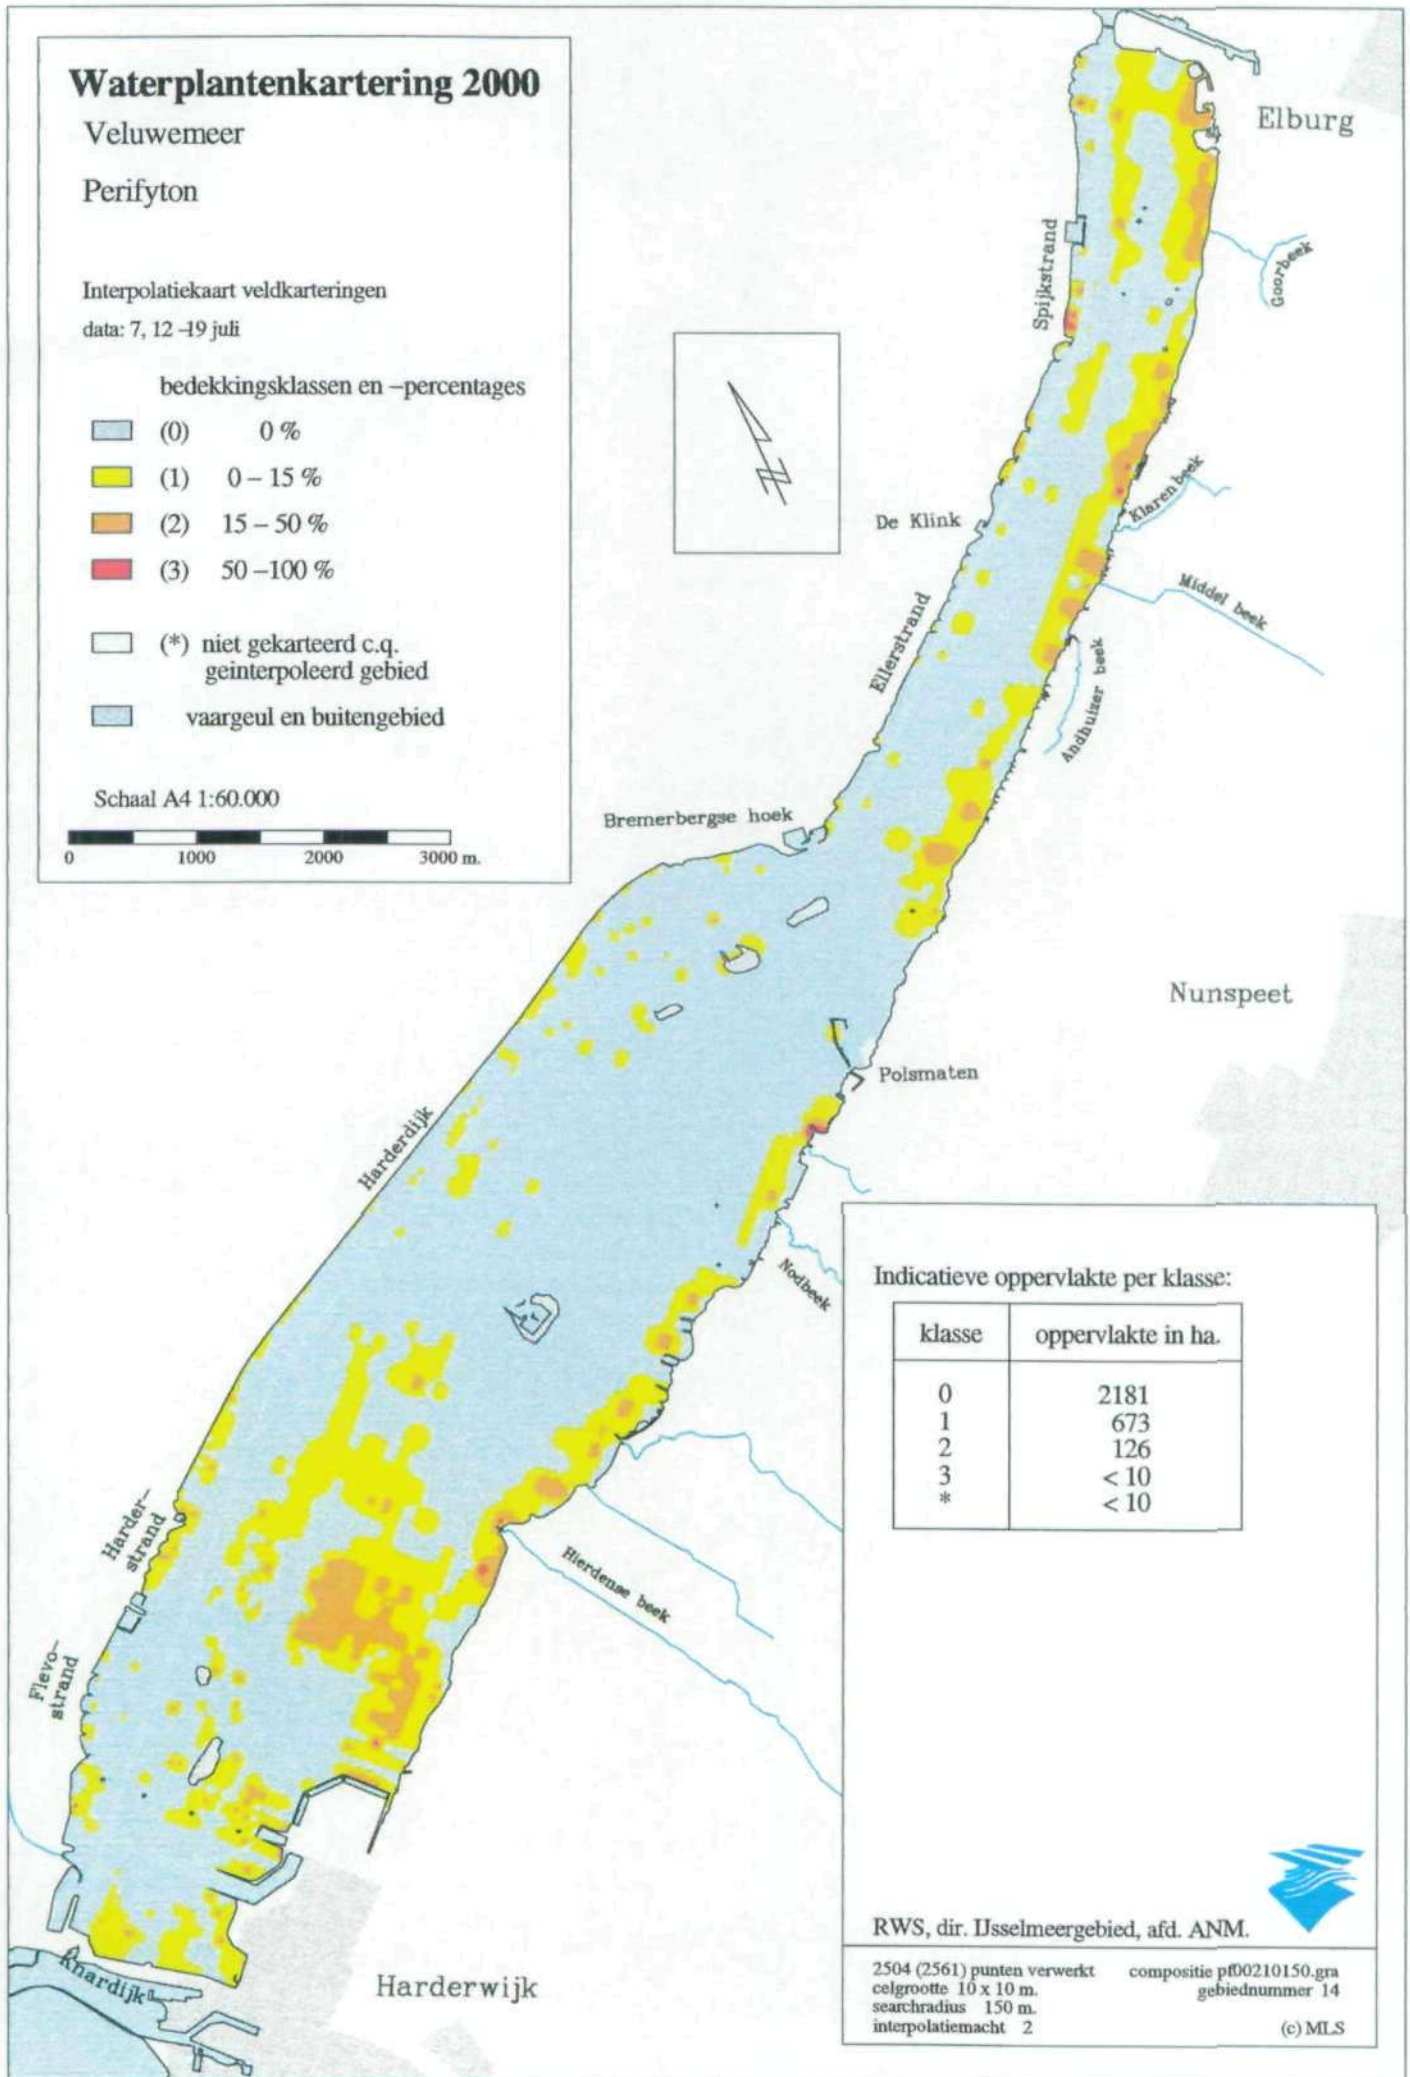 Waterplantenkartering 2000
Veluwemeer
Perifyton
Interpolatiekaart veldkarteringen
data: 7, 12 –19 juli
bedekkingsklassen en –percentages
(0) 0 %
(1) 0 – 15 %
(2) 15 – 50 %
(3) 50 –100 %
(*) niet gekarteerd c.q.
geinterpoleerd gebied
vaargeul en buitengebied
Schaal A4 1:60.000
0 1000 2000 3000 m.
Elburg
Goorbeek
Spijkstrand
Klaren beek
De Klink
Middel beek
Ellerstrand
Andhuizer beek
Bremerbergse hoek
Nunspeet
Polsmaten
Harderdijk
Nodbeek
Harder–
strand
Hierdense beek
Flevo–
strand
Knardijk
Harderwijk
Indicatieve oppervlakte per klasse:
klasse oppervlakte in ha.
0 2181
1 673
2 126
3 < 10
* < 10
RWS, dir. IJsselmeergebied, afd. ANM.
2504 (2561) punten verwerkt compositie pf00210150.gra
celgrootte 10 x 10 m. gebiednummer 14
searchradius 150 m.
interpolatiemacht 2 (c) MLS